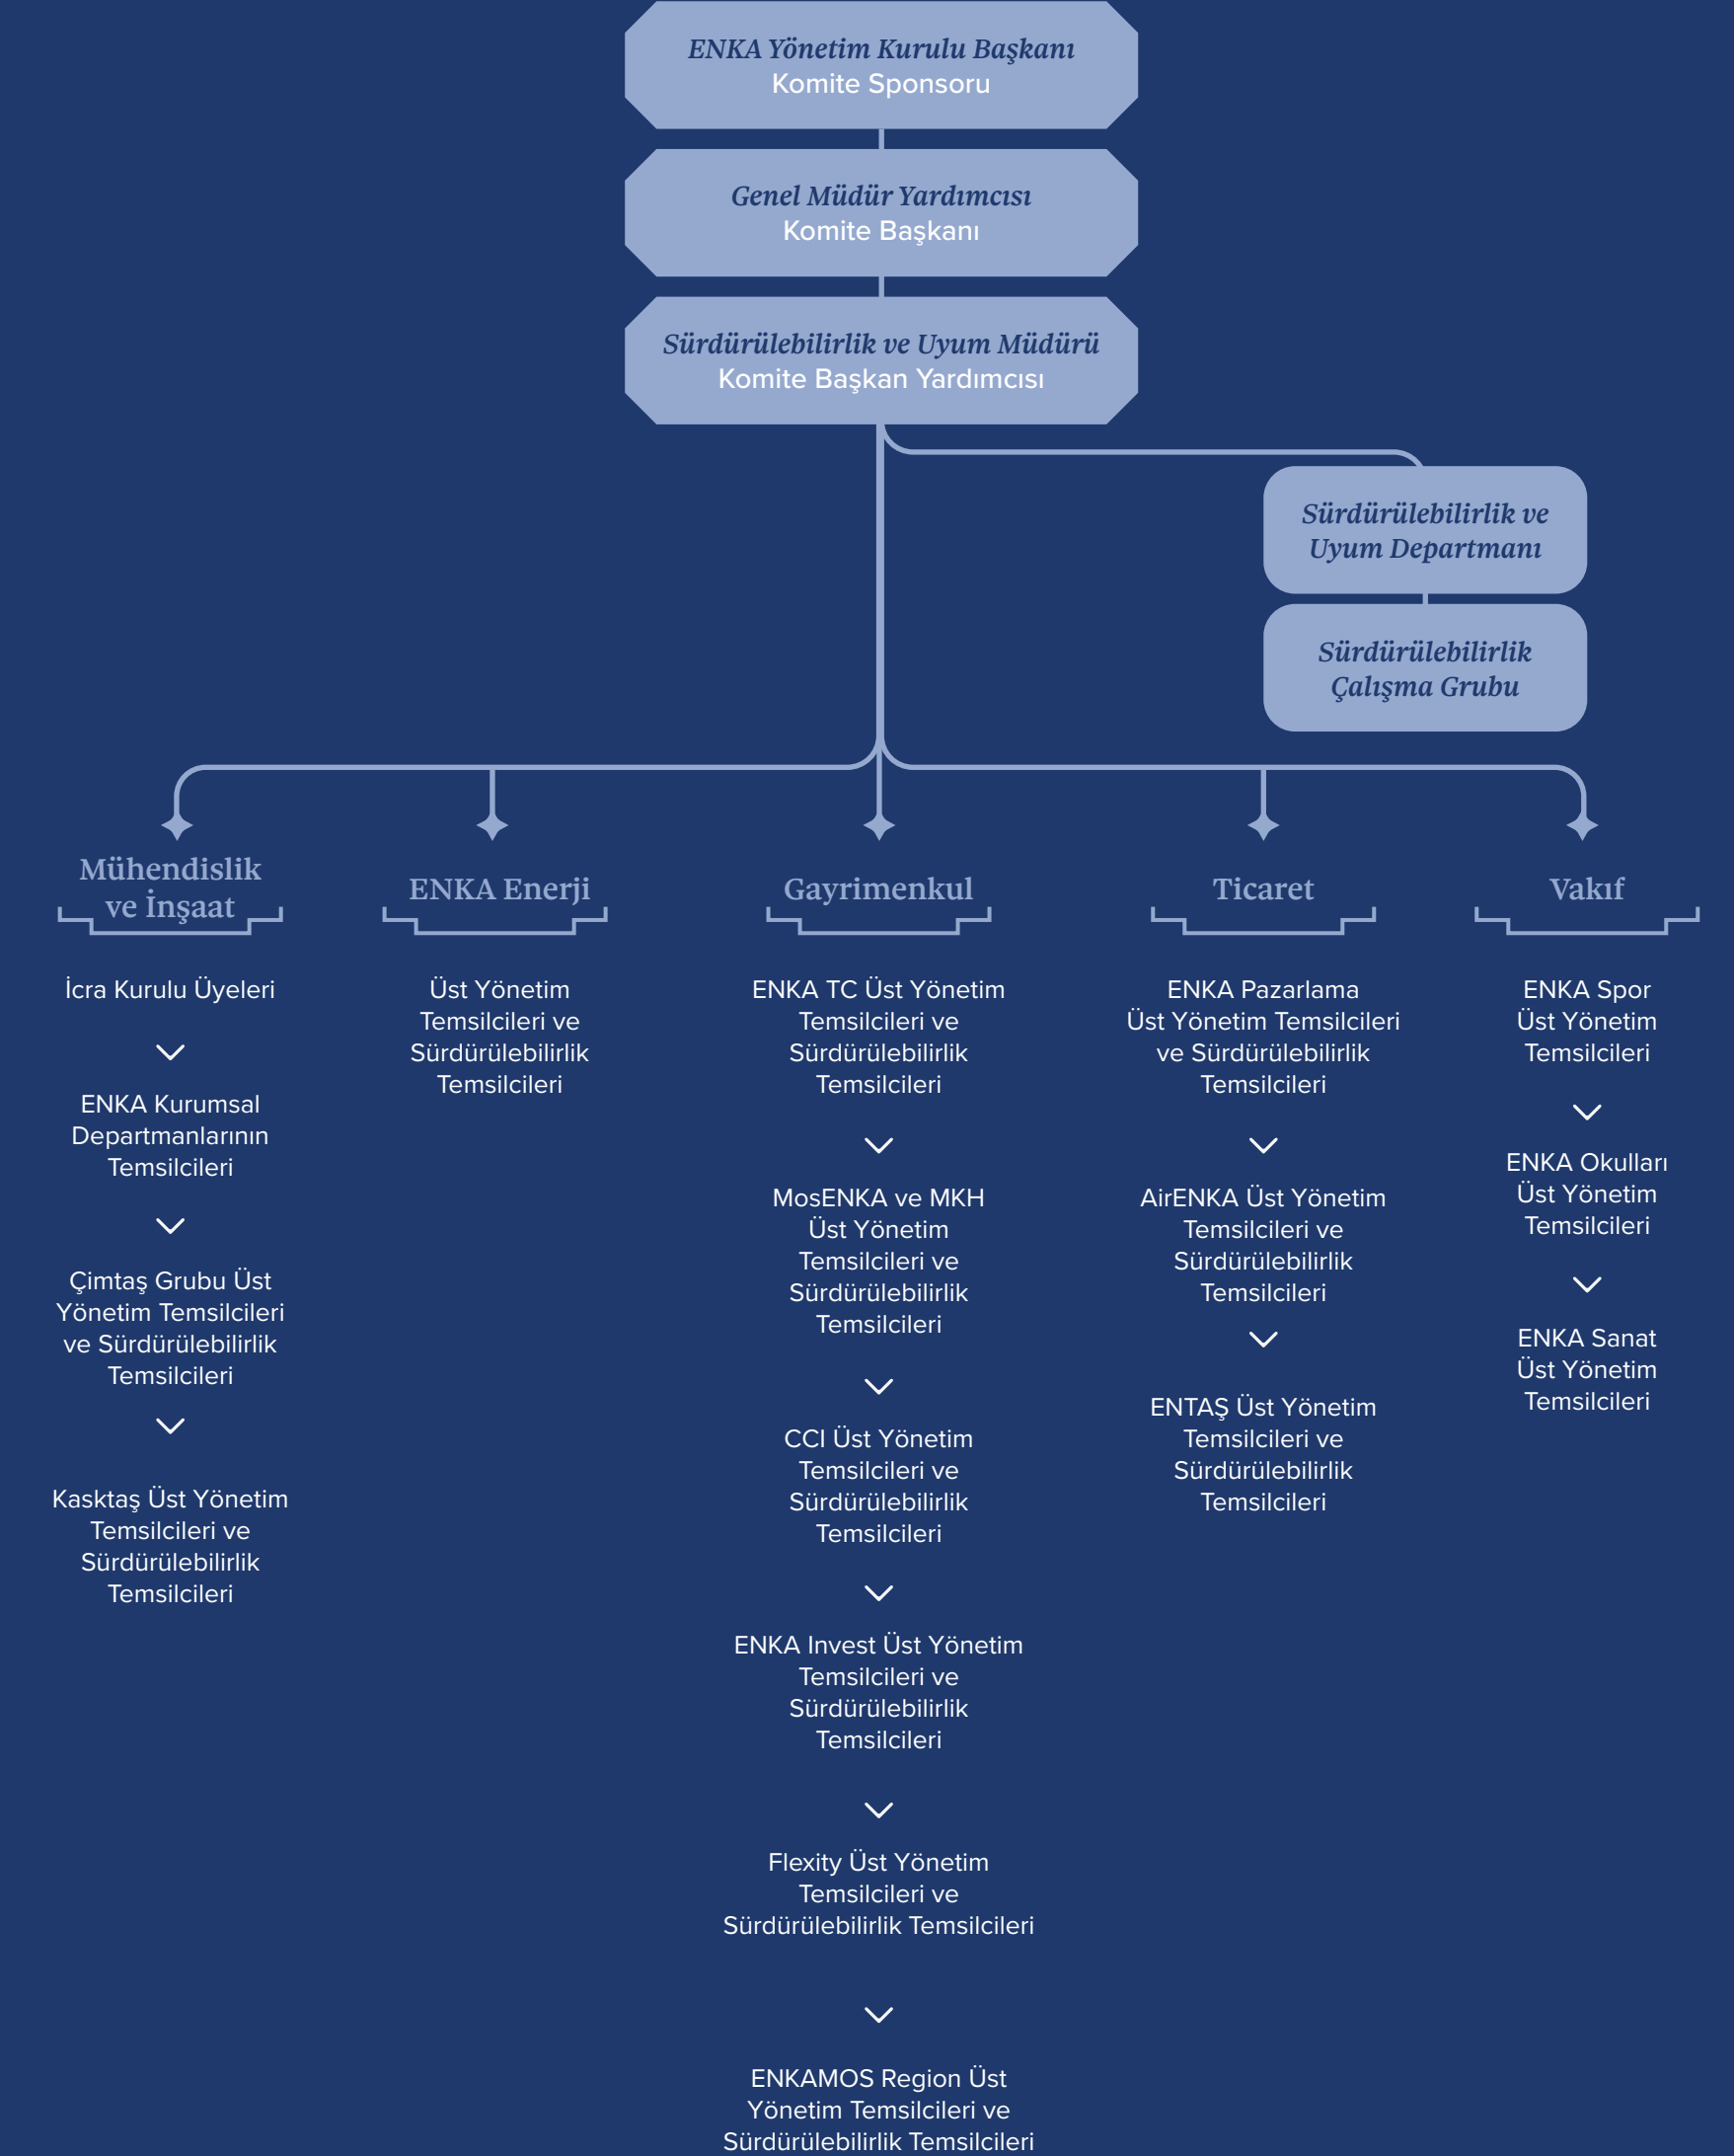 ENKA Yönetim Kurulu Başkanı
Komite Sponsoru
Genel Müdür Yardımcısı
Komite Başkanı
Sürdürülebilirlik ve Uyum Müdürü
Komite Başkan Yardımcısı
Sürdürülebilirlik ve
Uyum Departmanı
Sürdürülebilirlik
Çalışma Grubu
Mühendislik
ve İnşaat
İcra Kurulu Üyeleri
ENKA Kurumsal
Departmanlarının
Temsilcileri
Çimtaş Grubu Üst
Yönetim Temsilcileri
ve Sürdürülebilirlik
Temsilcileri
Kasktaş Üst Yönetim
Temsilcileri ve
Sürdürülebilirlik
Temsilcileri
ENKA Enerji
Üst Yönetim
Temsilcileri ve
Sürdürülebilirlik
Temsilcileri
Gayrimenkul
ENKA TC Üst Yönetim
Temsilcileri ve
Sürdürülebilirlik
Temsilcileri
MosENKA ve MKH
Üst Yönetim
Temsilcileri ve
Sürdürülebilirlik
Temsilcileri
CCI Üst Yönetim
Temsilcileri ve
Sürdürülebilirlik
Temsilcileri
ENKA Invest Üst Yönetim
Temsilcileri ve
Sürdürülebilirlik
Temsilcileri
Flexity Üst Yönetim
Temsilcileri ve
Sürdürülebilirlik Temsilcileri
ENKAMOS Region Üst
Yönetim Temsilcileri ve
Sürdürülebilirlik Temsilcileri
Ticaret
ENKA Pazarlama
Üst Yönetim Temsilcileri
ve Sürdürülebilirlik
Temsilcileri
AirENKA Üst Yönetim
Temsilcileri ve
Sürdürülebilirlik
Temsilcileri
ENTAŞ Üst Yönetim
Temsilcileri ve
Sürdürülebilirlik
Temsilcileri
Vakıf
ENKA Spor
Üst Yönetim
Temsilcileri
ENKA Okulları
Üst Yönetim
Temsilcileri
ENKA Sanat
Üst Yönetim
Temsilcileri